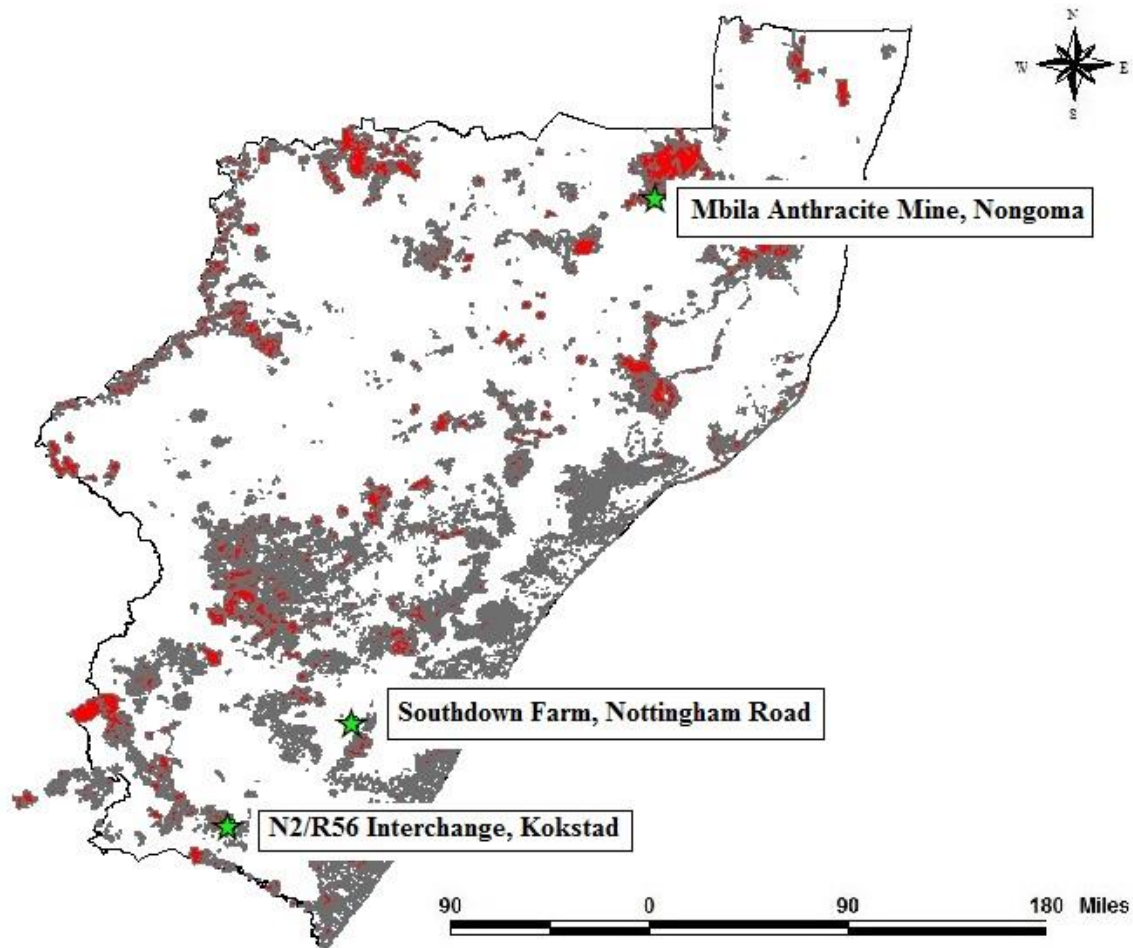 N
W E
S
Mbila Anthracite Mine, Nongoma
Southdown Farm, Nottingham Road
N2/R56 Interchange, Kokstad
90 0 90 180 Miles